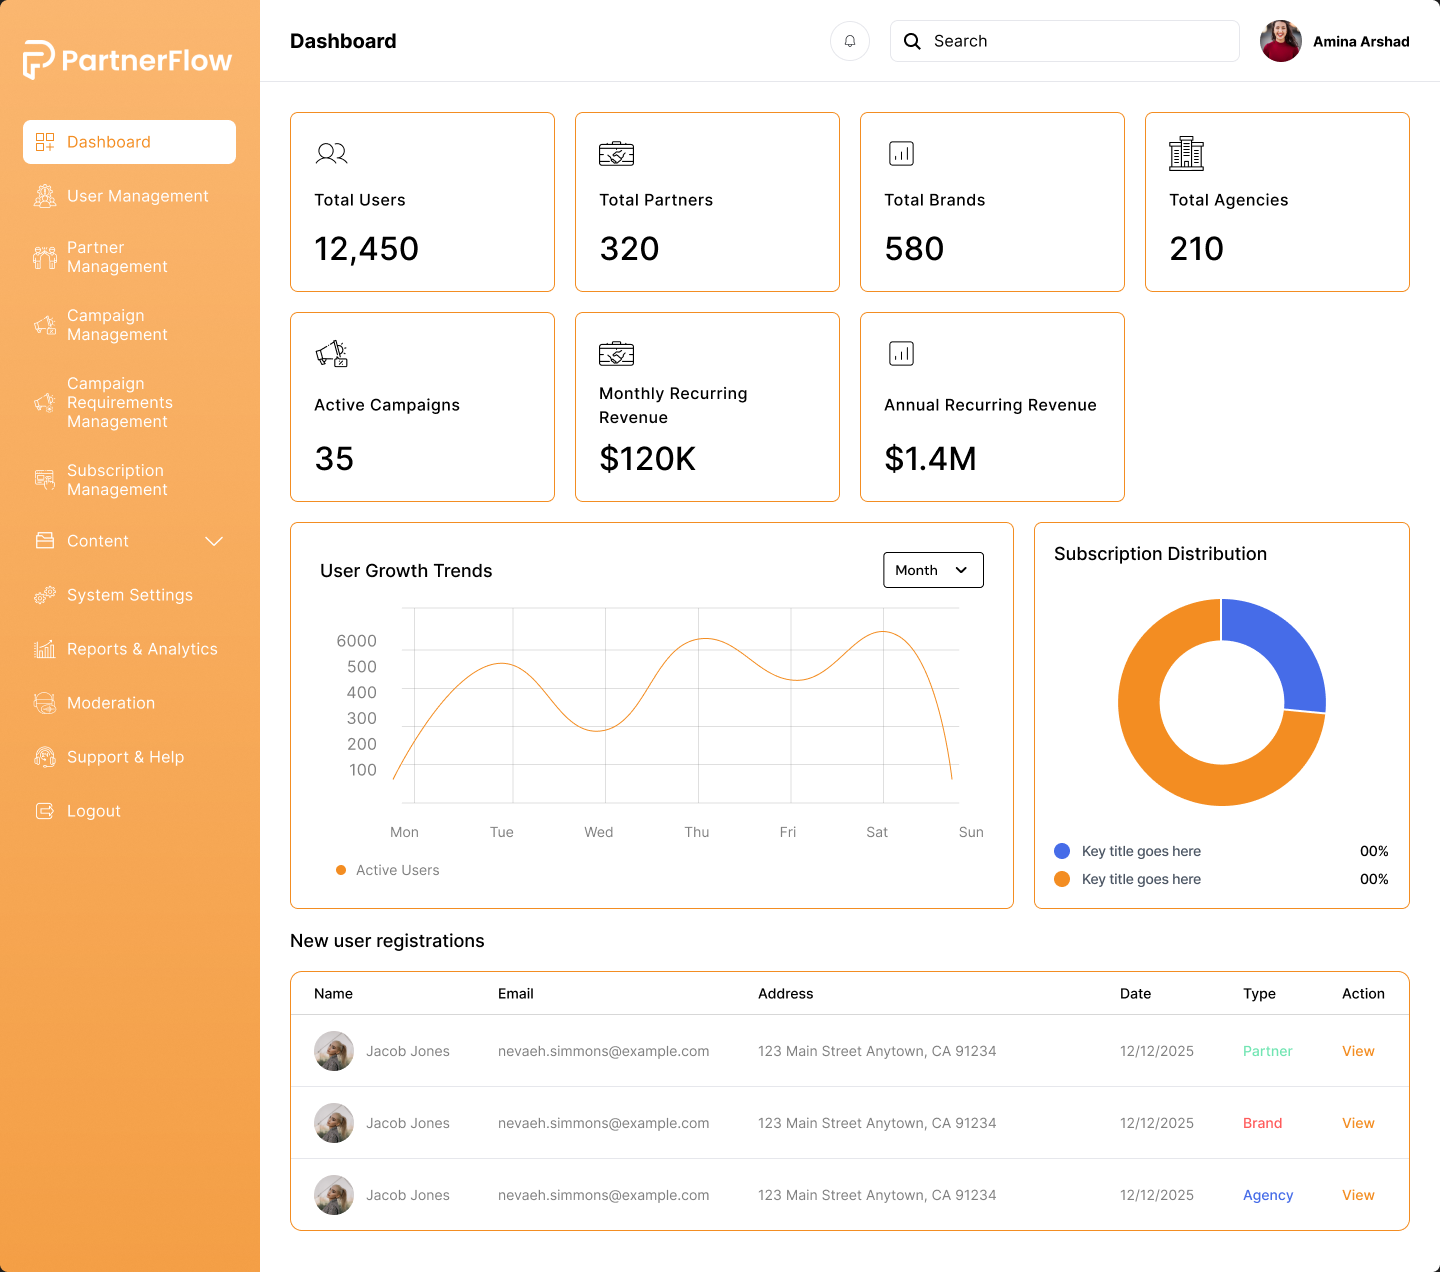 PartnerFlow
Dashboard
User Management
Partner
Management
Campaign
Management
Campaign
Requirements
Management
Subscription
Management
Content
System Settings
Reports & Analytics
Moderation
Support & Help
Logout
Dashboard
Search
Amina Arshad
Total Users
12,450
Total Partners
320
Total Brands
580
Total Agencies
210
Active Campaigns
35
Monthly Recurring
Revenue
$120K
Annual Recurring Revenue
$1.4M
User Growth Trends
Month
6000
500
400
300
200
100
Mon Tue Wed Thu Fri Sat Sun
Active Users
Subscription Distribution
Key title goes here 00%
Key title goes here 00%
New user registrations
Name Email Address Date Type Action
Jacob Jones nevaeh.simmons@example.com 123 Main Street Anytown, CA 91234 12/12/2025 Partner View
Jacob Jones nevaeh.simmons@example.com 123 Main Street Anytown, CA 91234 12/12/2025 Brand View
Jacob Jones nevaeh.simmons@example.com 123 Main Street Anytown, CA 91234 12/12/2025 Agency View